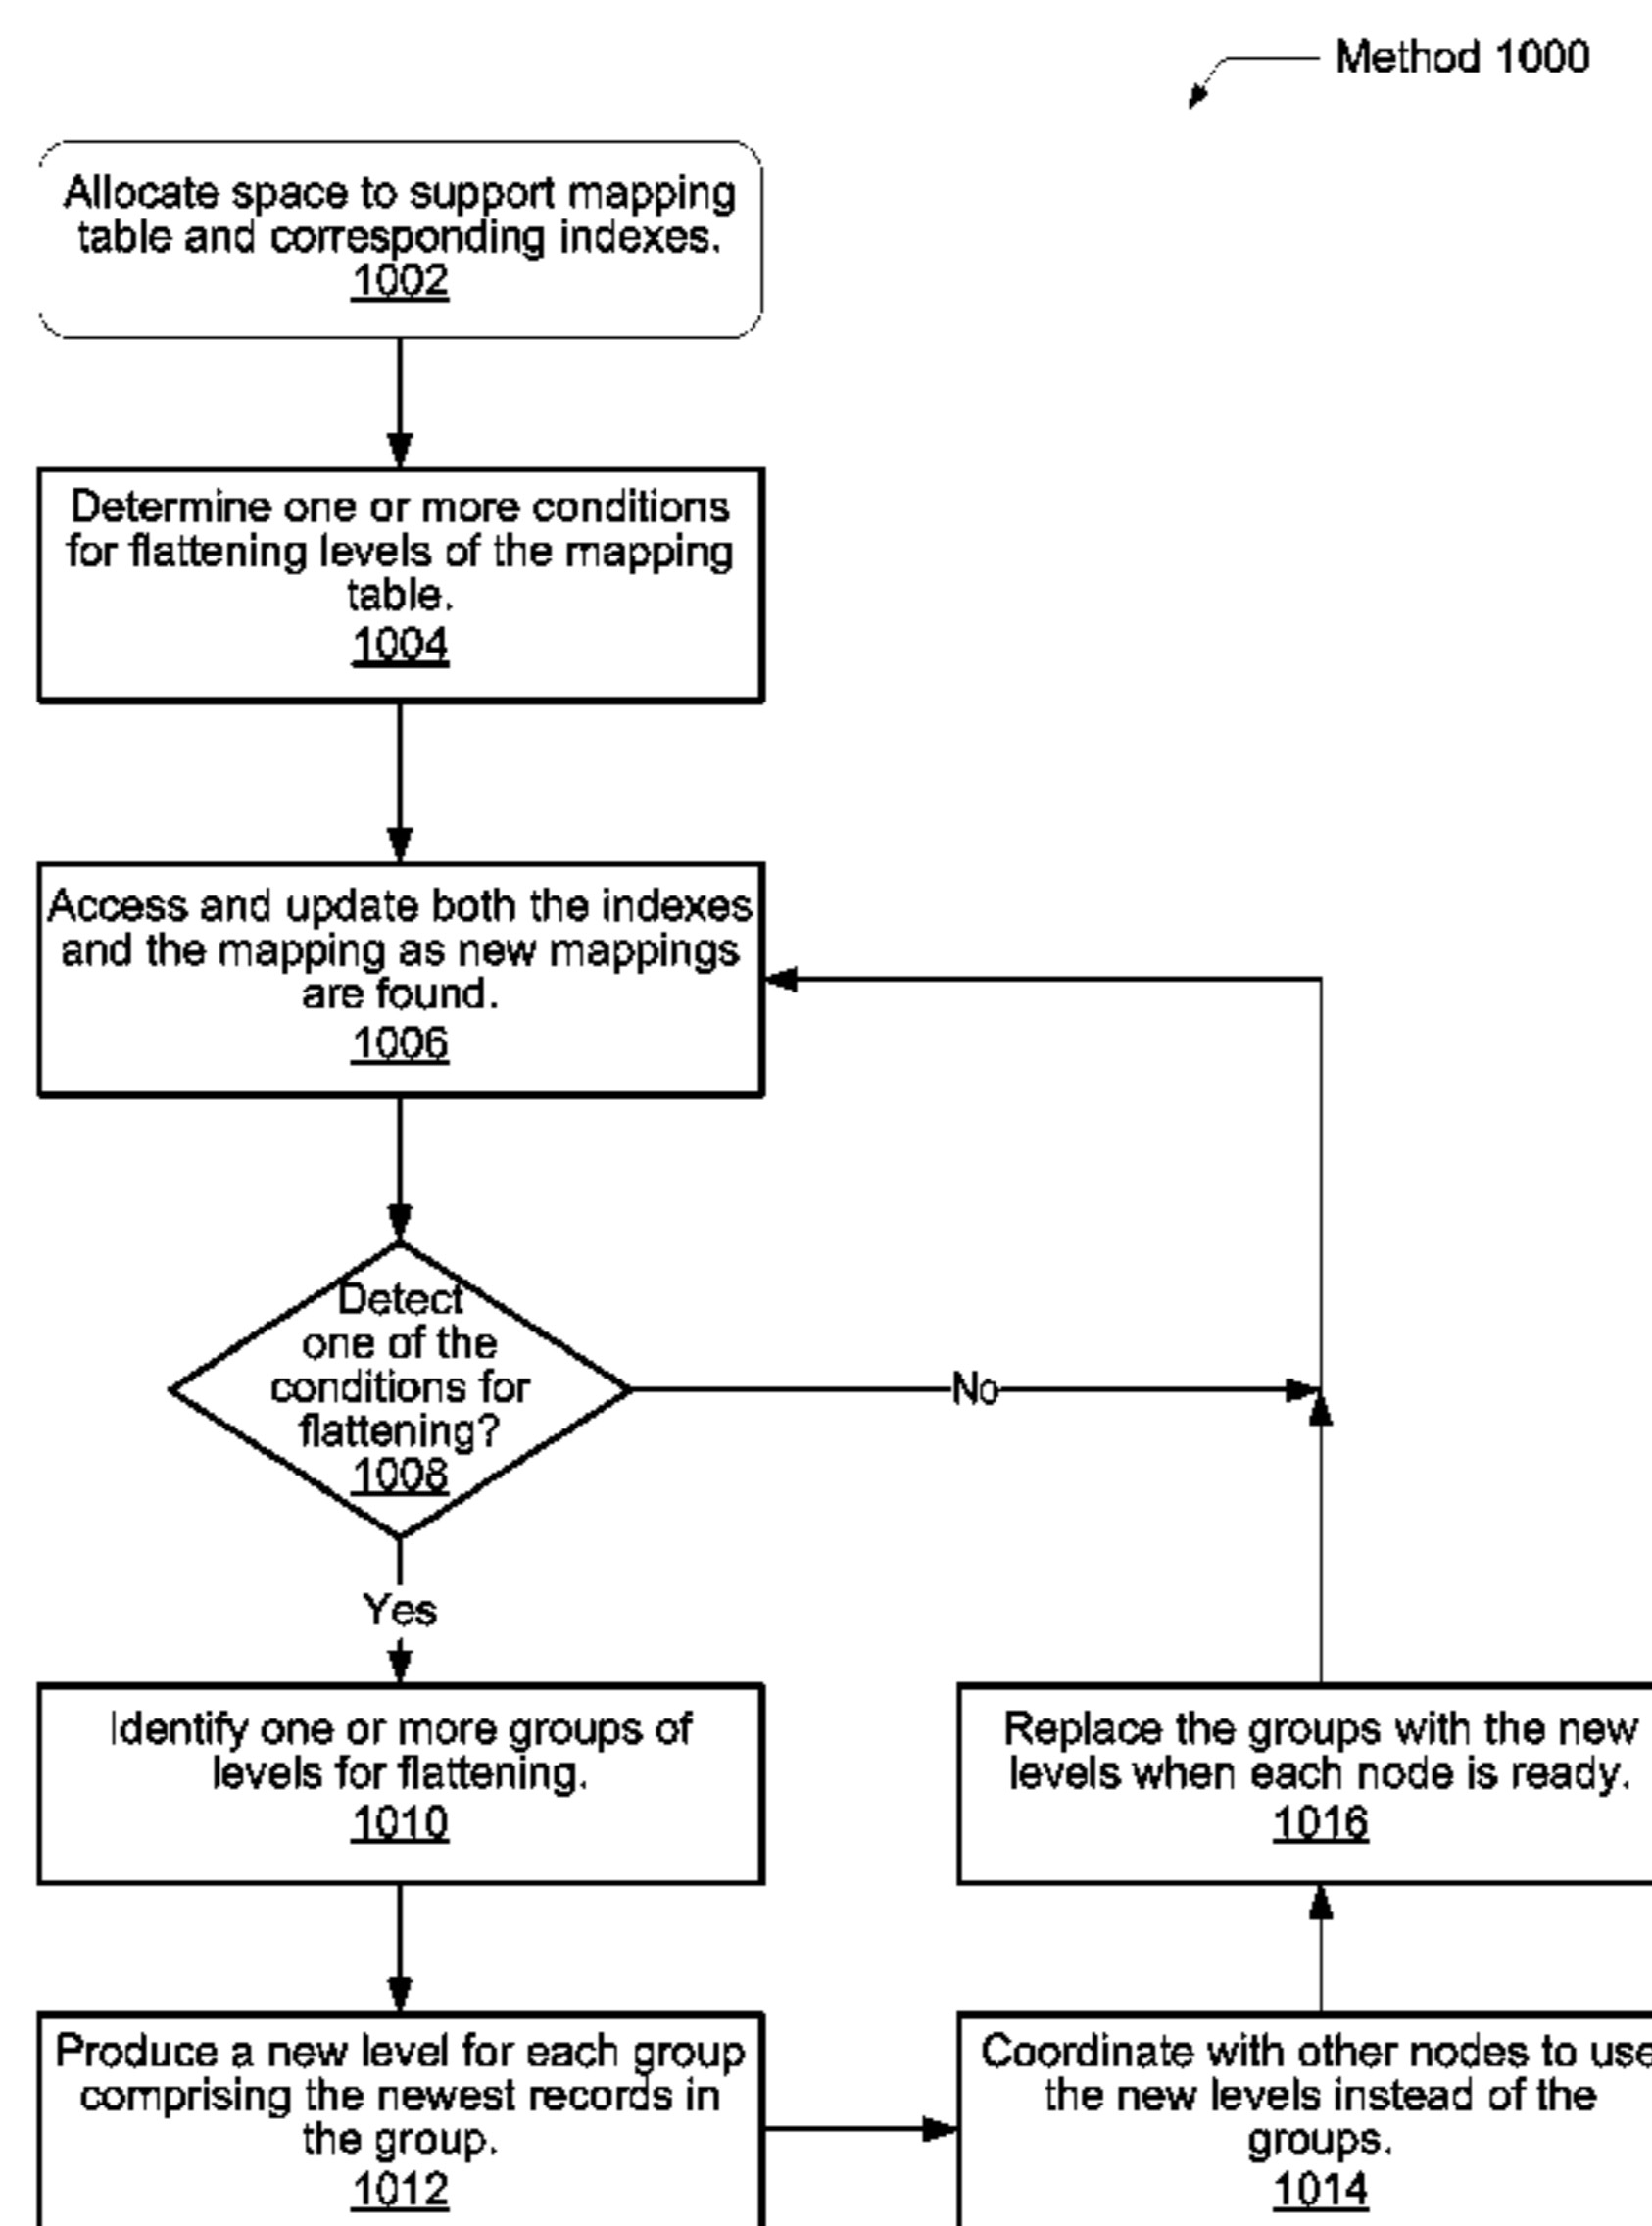 Method 1000
Allocate space to support mapping
table and corresponding indexes.
1002
Determine one or more conditions
for flattening levels of the mapping
table.
1004
Access and update both the indexes
and the mapping as new mappings
are found.
1006
Detect
one of the
conditions for
flattening?
1008
No
Yes
Identify one or more groups of
levels for flattening.
1010
Produce a new level for each group
comprising the newest records in
the group.
1012
Coordinate with other nodes to use
the new levels instead of the
groups.
1014
Replace the groups with the new
levels when each node is ready.
1016